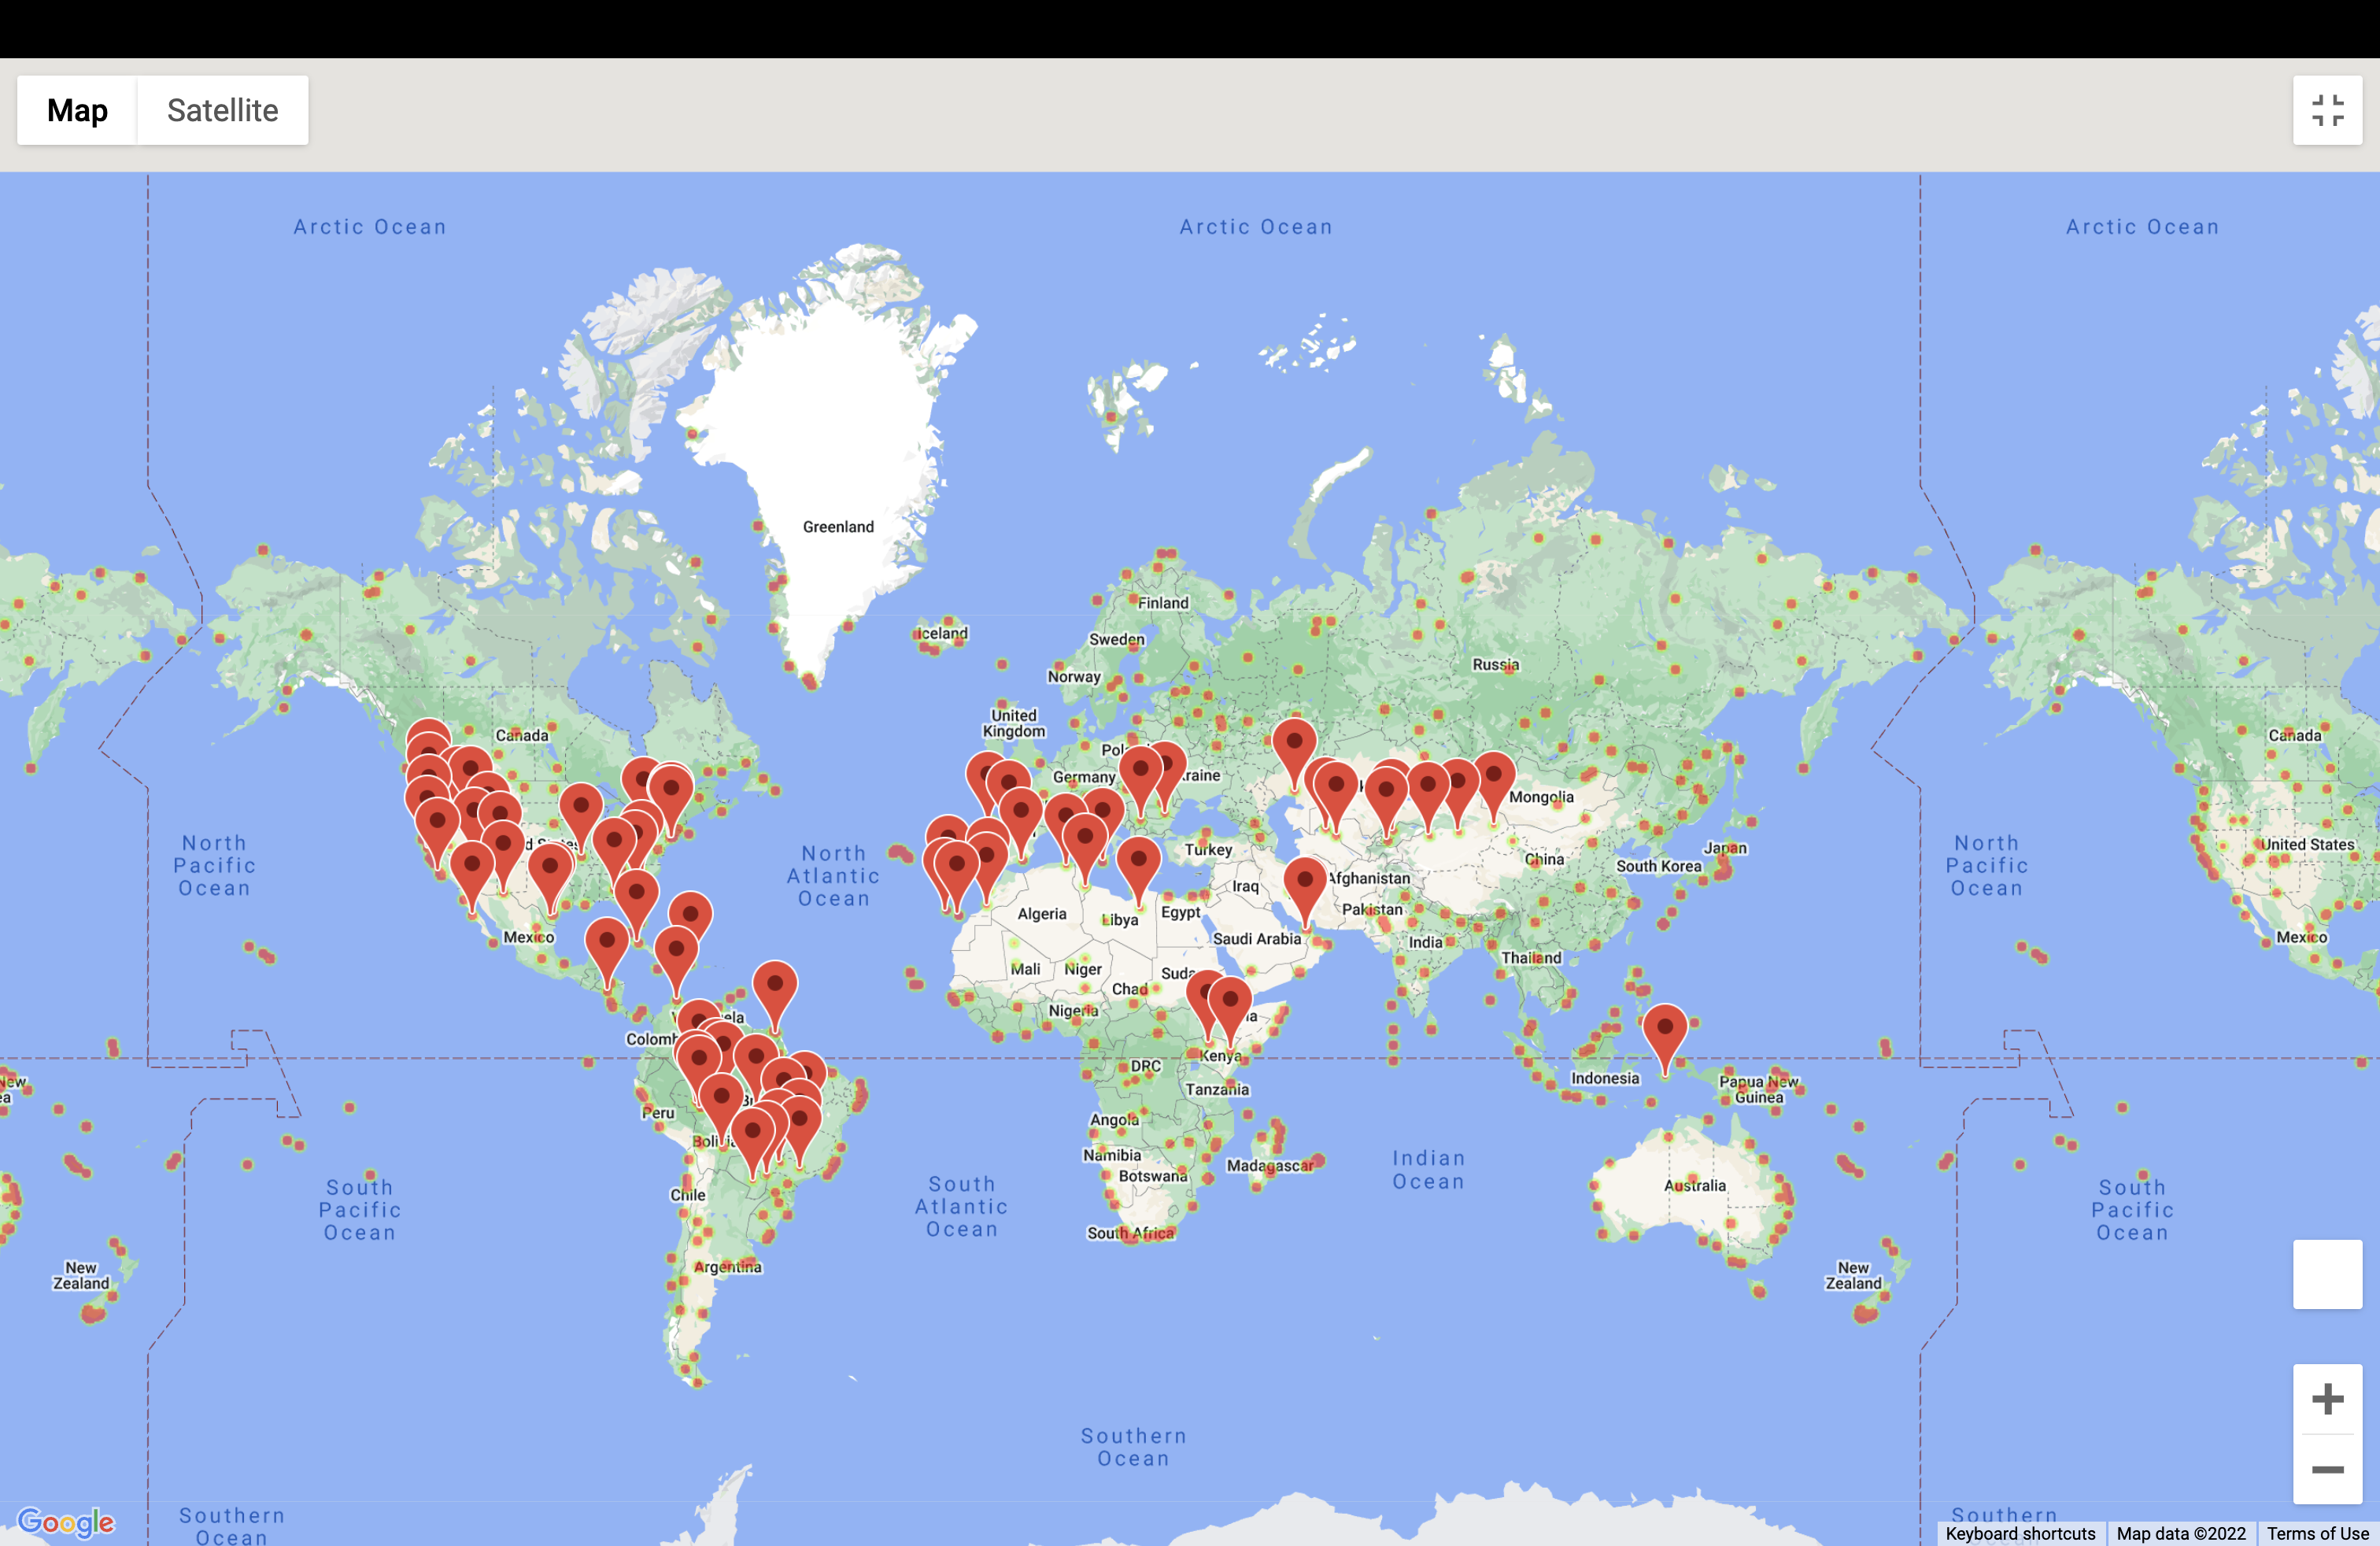 Map
Satellite
Arctic Ocean
Arctic Ocean
Arctic Ocean
Greenland
Finland
Iceland
Sweden
Russia
Norway
United
Kingdom
Canada
Canada
Germany
Mongolia
North
Pacific
Ocean
North
Atlantic
Ocean
North
Pacific
Ocean
United States
Turkey
Japan
South Korea
China
Iraq
Afghanistan
Algeria
Libya
Egypt
Pakistan
Mexico
Mexico
Saudi Arabia
India
Thailand
Mali
Niger
Chad
Nigeria
Kenya
DRC
Indonesia
Papua New
Guinea
Tanzania
Peru
Angola
Namibia
Botswana
Madagascar
Indian
Ocean
Australia
Chile
South
Pacific
Ocean
South
Atlantic
Ocean
South
Pacific
Ocean
South Africa
Argentina
New
Zealand
New
Zealand
Southern
Ocean
Southern
Ocean
Southern
Google
Keyboard shortcuts
Map data ©2022
Terms of Use